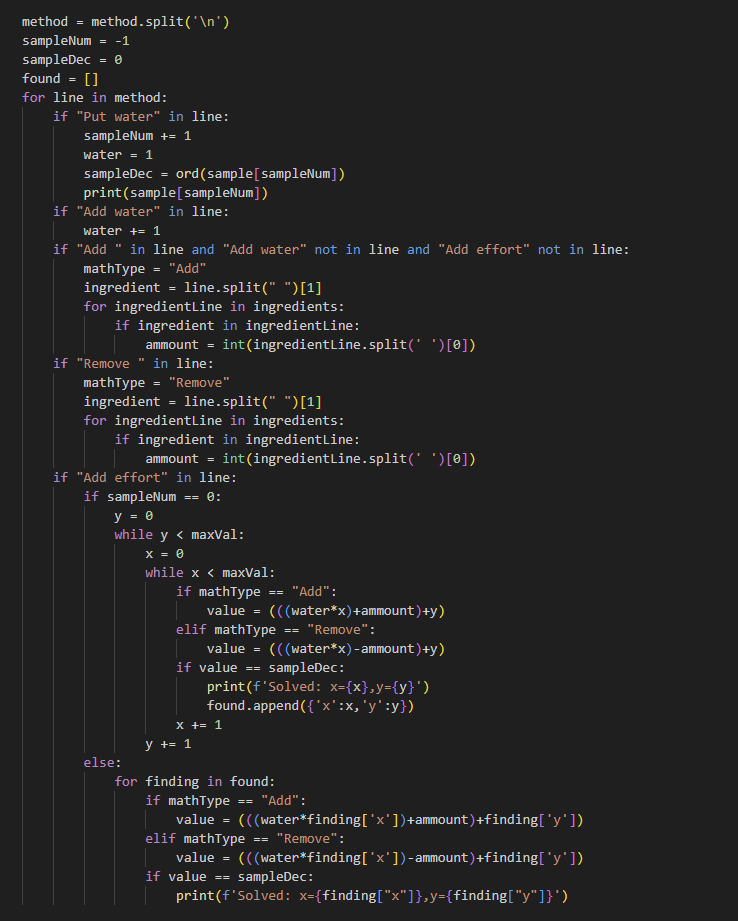 method = method.split('\n')
sampleNum = -1
sampleDec = 0
found = []
for line in method:
    if "Put water" in line:
        sampleNum += 1
        water = 1
        sampleDec = ord(sample[sampleNum])
        print(sample[sampleNum])
    if "Add water" in line:
        water += 1
    if "Add " in line and "Add water" not in line and "Add effort" not in line:
        mathType = "Add"
        ingredient = line.split(" ")[1]
        for ingredientLine in ingredients:
            if ingredient in ingredientLine:
                ammount = int(ingredientLine.split(' ')[0])
    if "Remove " in line:
        mathType = "Remove"
        ingredient = line.split(" ")[1]
        for ingredientLine in ingredients:
            if ingredient in ingredientLine:
                ammount = int(ingredientLine.split(' ')[0])
    if "Add effort" in line:
        if sampleNum == 0:
            y = 0
            while y < maxVal:
                x = 0
                while x < maxVal:
                    if mathType == "Add":
                        value = (((water*x)+ammount)+y)
                    elif mathType == "Remove":
                        value = (((water*x)-ammount)+y)
                    if value == sampleDec:
                        print(f'Solved: x={x},y={y}')
                        found.append({'x':x,'y':y})
                    x += 1
                y += 1
        else:
            for finding in found:
                if mathType == "Add":
                    value = (((water*finding['x'])+ammount)+finding['y'])
                elif mathType == "Remove":
                    value = (((water*finding['x'])-ammount)+finding['y'])
                if value == sampleDec:
                    print(f'Solved: x={finding["x"]},y={finding["y"]}')